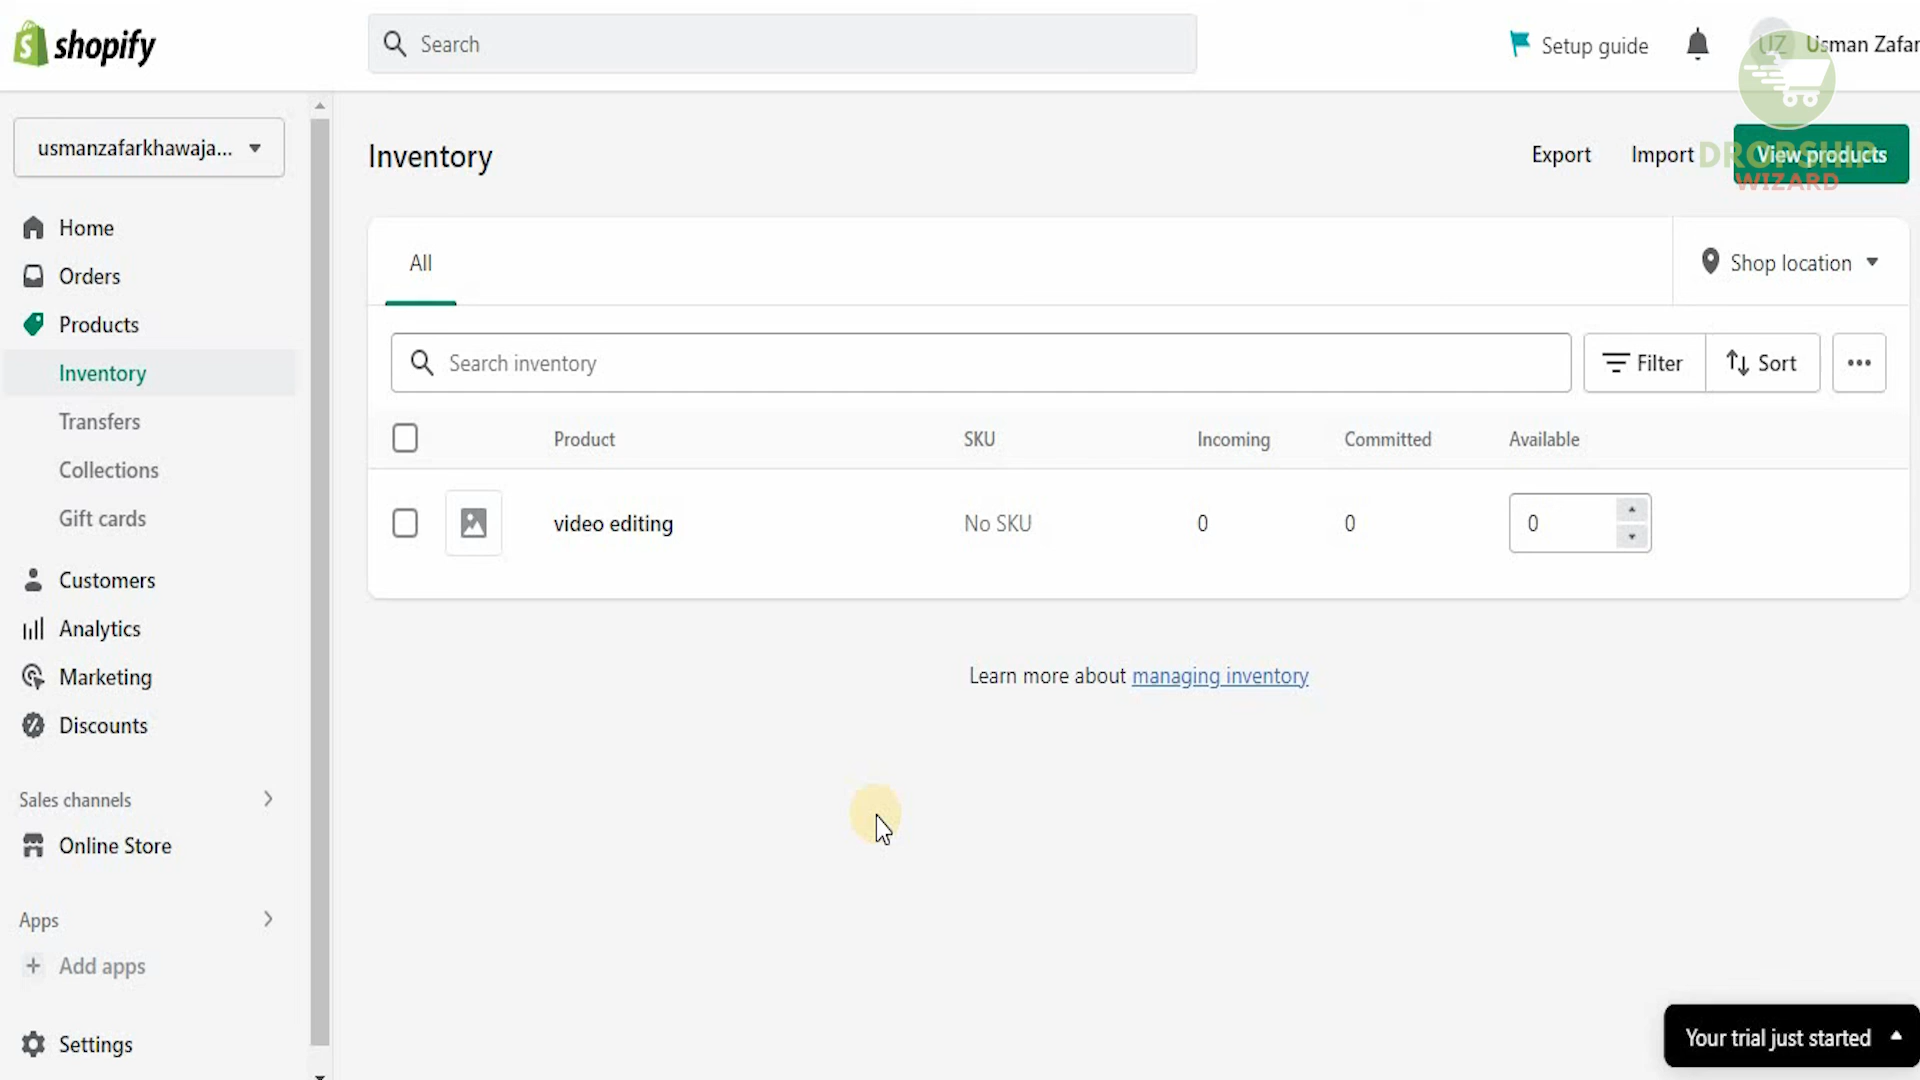 shopify
Search
Setup guide
UZ
Usman Zafar
usmanzafarkhawaja...
Inventory
Export
Import
View products
DROPSHIP
WIZARD
Home
Orders
Products
Inventory
Transfers
Collections
Gift cards
Customers
Analytics
Marketing
Discounts
Sales channels
Online Store
Apps
Add apps
Settings
All
Shop location
Search inventory
Filter
Sort
Product SKU Incoming Committed Available
video editing No SKU 0 0 0
Learn more about managing inventory
Your trial just started